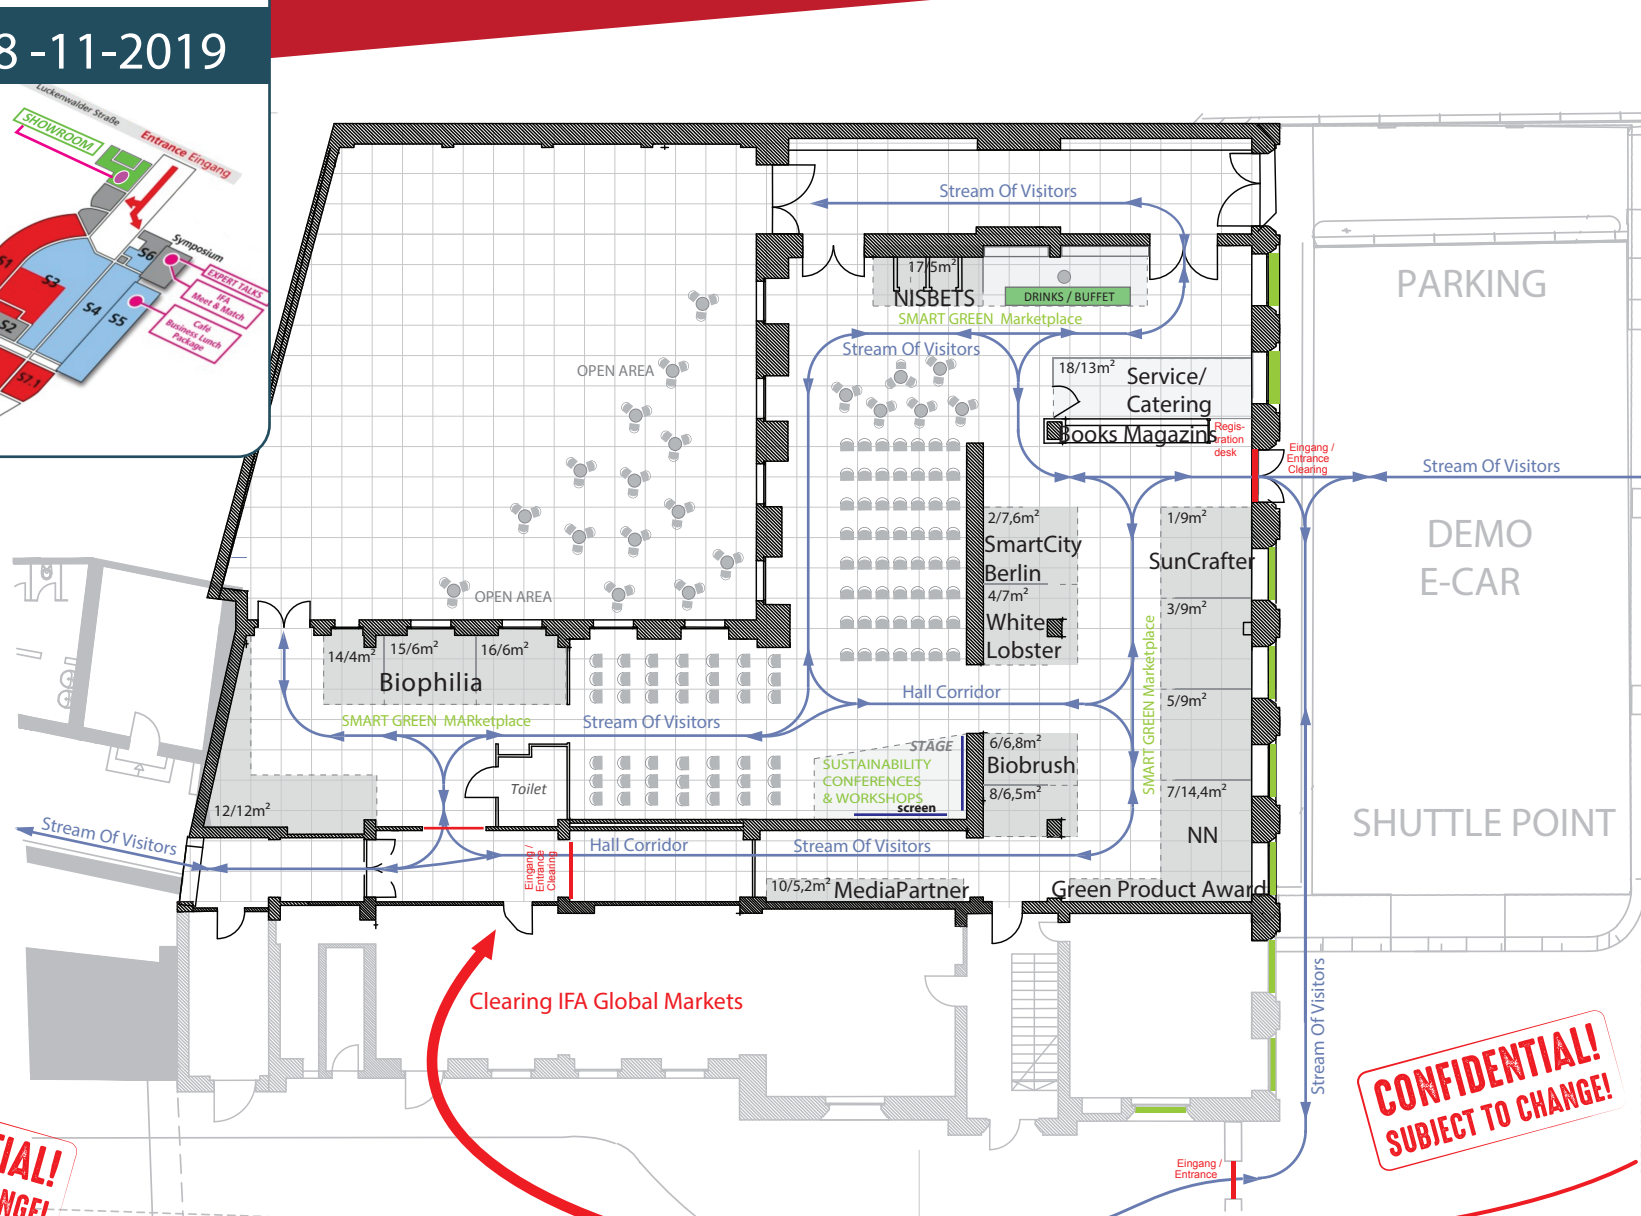 8 -11-2019
Luckenwalder Straße
SHOWROOM
Entrance Eingang
Symposium
S6
EXPERT TALKS
IFA
Meet & Match
S1
S3
S4
S5
S2
Café
Business Lunch
Package
S7.1
Stream Of Visitors
17/5m²
NISBETS
DRINKS / BUFFET
SMART GREEN Marketplace
Stream Of Visitors
OPEN AREA
18/13m²
Service/
Catering
Books Magazins
Regis-
tration
desk
Eingang /
Entrance
Clearing
Stream Of Visitors
PARKING
2/7,6m²
SmartCity
Berlin
4/7m²
White
Lobster
1/9m²
SunCrafter
3/9m²
5/9m²
DEMO
E-CAR
OPEN AREA
14/4m²
15/6m²
16/6m²
Biophilia
SMART GREEN MARketplace
Stream Of Visitors
Hall Corridor
SMART GREEN Marketplace
STAGE
SUSTAINABILITY
CONFERENCES
& WORKSHOPS
screen
6/6,8m²
Biobrush
8/6,5m²
7/14,4m²
NN
SHUTTLE POINT
Toilet
12/12m²
Stream Of Visitors
Eingang /
Entrance
Clearing
Hall Corridor
Stream Of Visitors
10/5,2m²
MediaPartner
Green Product Award
Clearing IFA Global Markets
Stream Of Visitors
CONFIDENTIAL!
SUBJECT TO CHANGE!
Eingang /
Entrance
TIAL!
NGE!